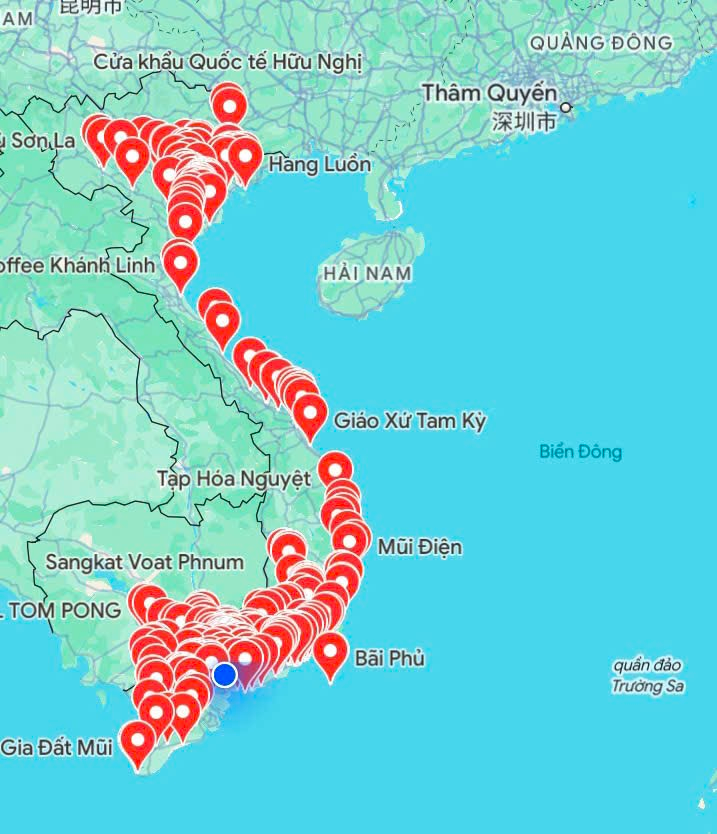 昆明市
AM
QUẢNG ĐÔNG
Cửa khẩu Quốc tế Hữu Nghị
Thâm Quyến
深圳市
Sơn La
Hang Luồn
offee Khánh Linh
HẢI NAM
Giáo Xứ Tam Kỳ
Biển Đông
Tạp Hóa Nguyệt
Mũi Điện
Sangkat Voat Phnum
TOM PONG
Bãi Phủ
quần đảo
Trường Sa
Gia Đất Mũi